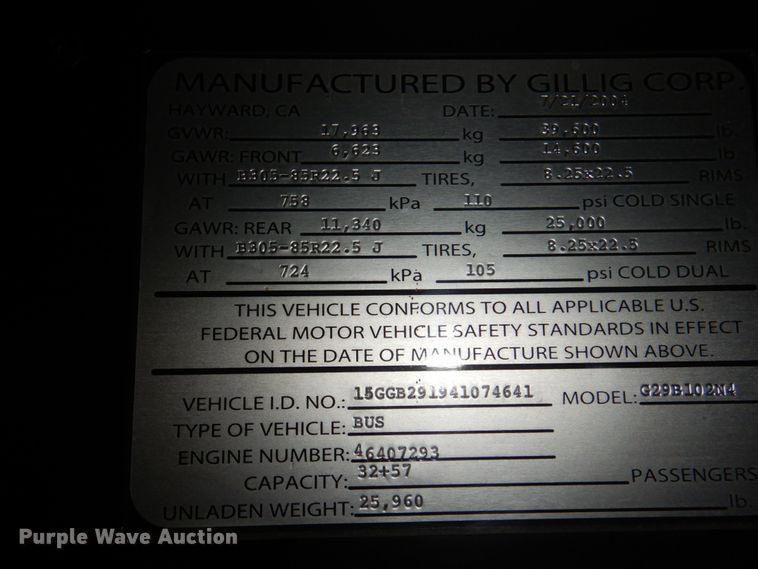 MANUFACTURED BY GILLIG CORP.
HAYWARD, CA DATE: 7/21/2004
GVWR: 17,963 kg 39,600 lb.
GAWR: FRONT 6,623 kg 14,600 lb.
WITH B305-85R22.5 J TIRES, 8.25x22.5 RIMS
AT 758 kPa 110 psi COLD SINGLE
GAWR: REAR 11,340 kg 25,000 lb.
WITH B305-85R22.5 J TIRES, 8.25x22.5 RIMS
AT 724 kPa 105 psi COLD DUAL
THIS VEHICLE CONFORMS TO ALL APPLICABLE U.S.
FEDERAL MOTOR VEHICLE SAFETY STANDARDS IN EFFECT
ON THE DATE OF MANUFACTURE SHOWN ABOVE.
VEHICLE I.D. NO.: 15GGB291941074641 MODEL: G29B102N4
TYPE OF VEHICLE: BUS
ENGINE NUMBER: 46407293
CAPACITY: 32+57 PASSENGERS
UNLADEN WEIGHT: 25,960 lb.
Purple Wave Auction